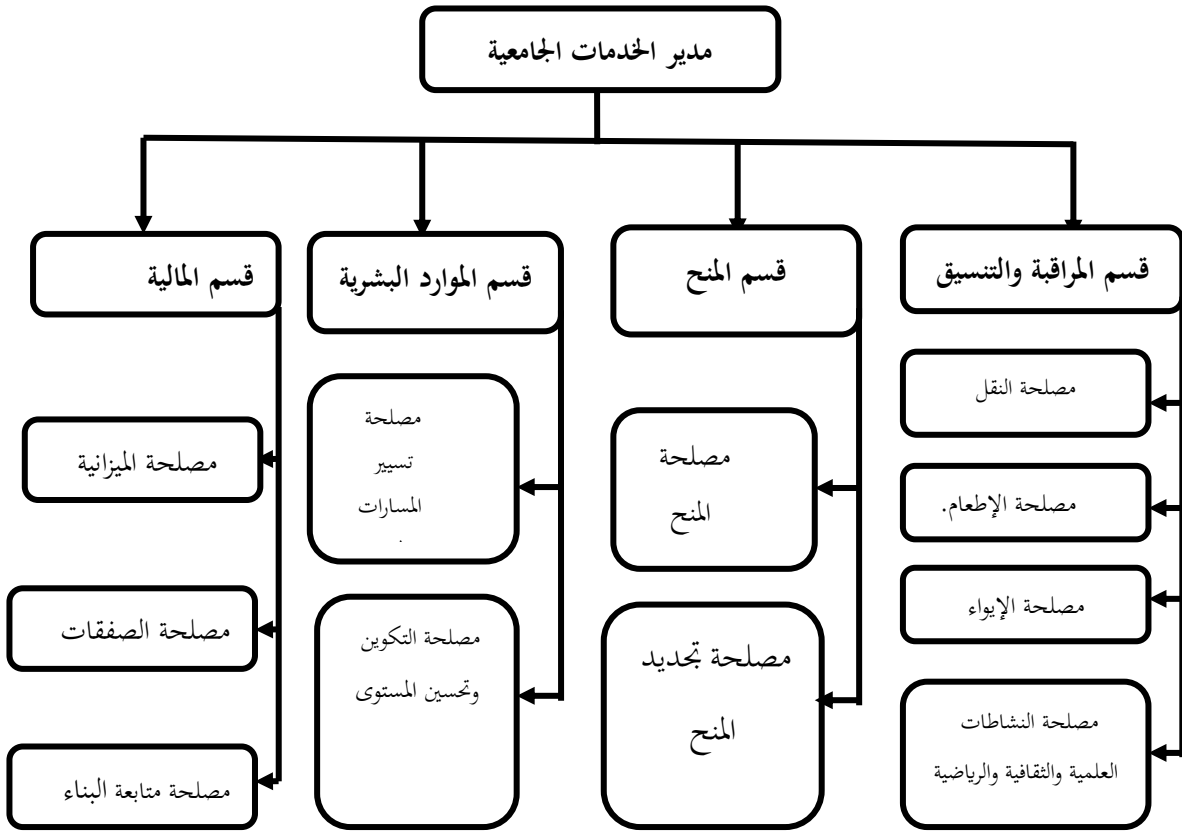 مدير الخدمات الجامعية
قسم المراقبة والتنسيق
قسم المنح
قسم الموارد البشرية
قسم المالية
مصلحة النقل
مصلحة الإطعام.
مصلحة الإيواء
مصلحة النشاطات
العلمية والثقافية والرياضية
مصلحة
المنح
مصلحة تجديد
المنح
مصلحة
تسيير
المسارات
.
مصلحة التكوين
وتحسين المستوى
مصلحة الميزانية
مصلحة الصفقات
مصلحة متابعة البناء